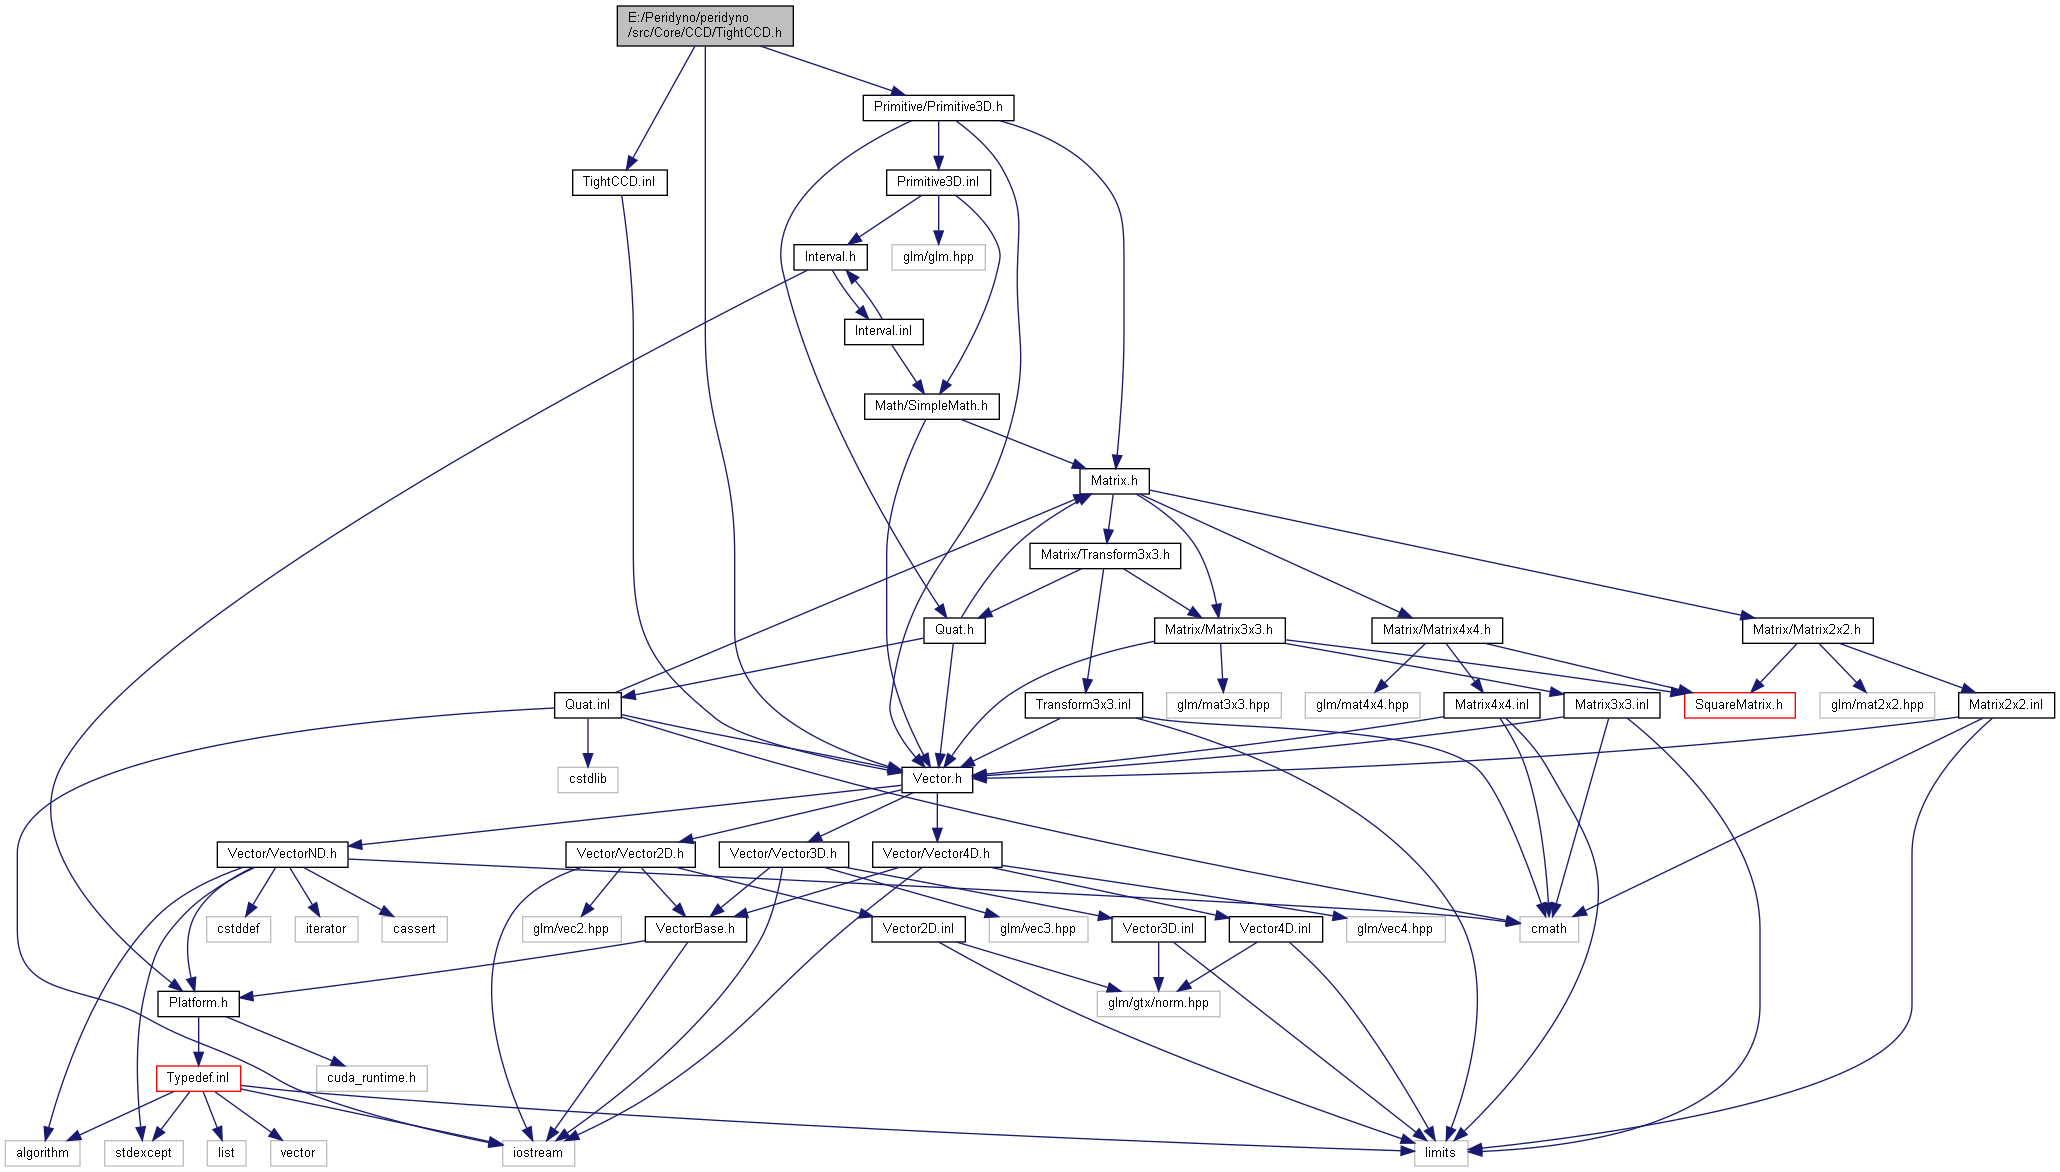 E:/Peridyno/peridyno
/src/Core/CCD/TightCCD.h
Primitive/Primitive3D.h
TightCCD.inl
Primitive3D.inl
Interval.h
glm/glm.hpp
Interval.inl
Math/SimpleMath.h
Matrix.h
Matrix/Transform3x3.h
Quat.h
Matrix/Matrix3x3.h
Matrix/Matrix4x4.h
Matrix/Matrix2x2.h
Quat.inl
Transform3x3.inl
glm/mat3x3.hpp
glm/mat4x4.hpp
Matrix4x4.inl
Matrix3x3.inl
SquareMatrix.h
glm/mat2x2.hpp
Matrix2x2.inl
cstdlib
Vector.h
Vector/VectorND.h
Vector/Vector2D.h
Vector/Vector3D.h
Vector/Vector4D.h
cstddef
iterator
cassert
glm/vec2.hpp
VectorBase.h
Vector2D.inl
glm/vec3.hpp
Vector3D.inl
Vector4D.inl
glm/vec4.hpp
cmath
Platform.h
glm/gtx/norm.hpp
Typedef.inl
cuda_runtime.h
algorithm
stdexcept
list
vector
iostream
limits